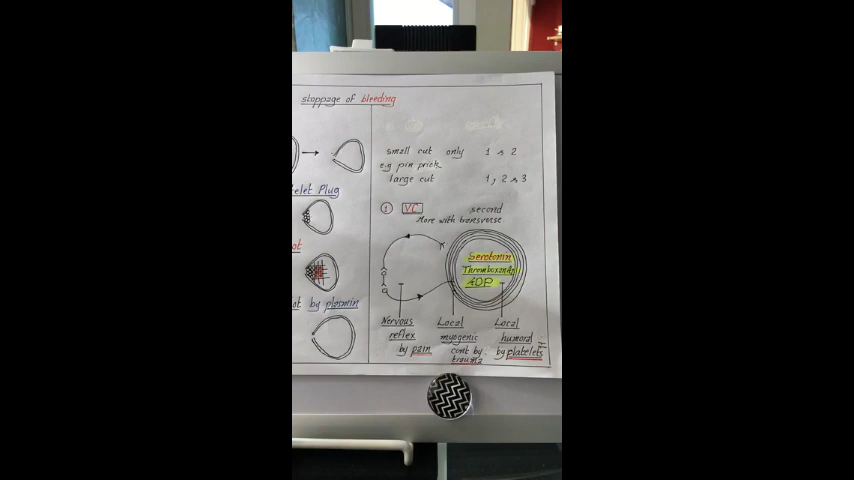 stoppage of bleeding
small cut only 1 & 2
e.g pin prick
large cut 1, 2 & 3
elet Plug
① VC second
More with transverse.
ot
Serotonin
ThromboxaneA2
ADP
ot by plasmin
Nervous Local Local
reflex myogenic humoral
by pain cont by by platelets
trauma